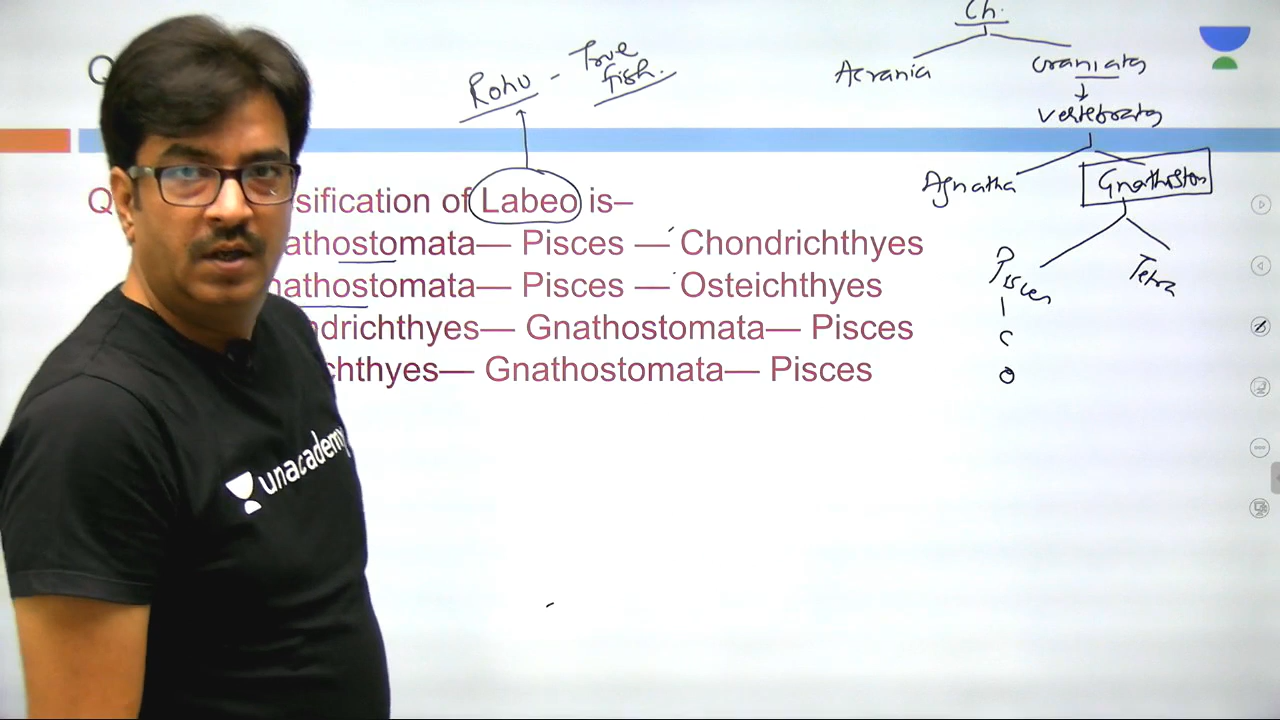 Ch.
Acrania craniata
vertebrata
Agnatha Gnathoston
Pisces Tetra
C
O
Rohu - True
fish.
Q
Q sification of Labeo is–
athostomata— Pisces — Chondrichthyes
nathostomata— Pisces — Osteichthyes
ndrichthyes— Gnathostomata— Pisces
chthyes— Gnathostomata— Pisces
unacademy